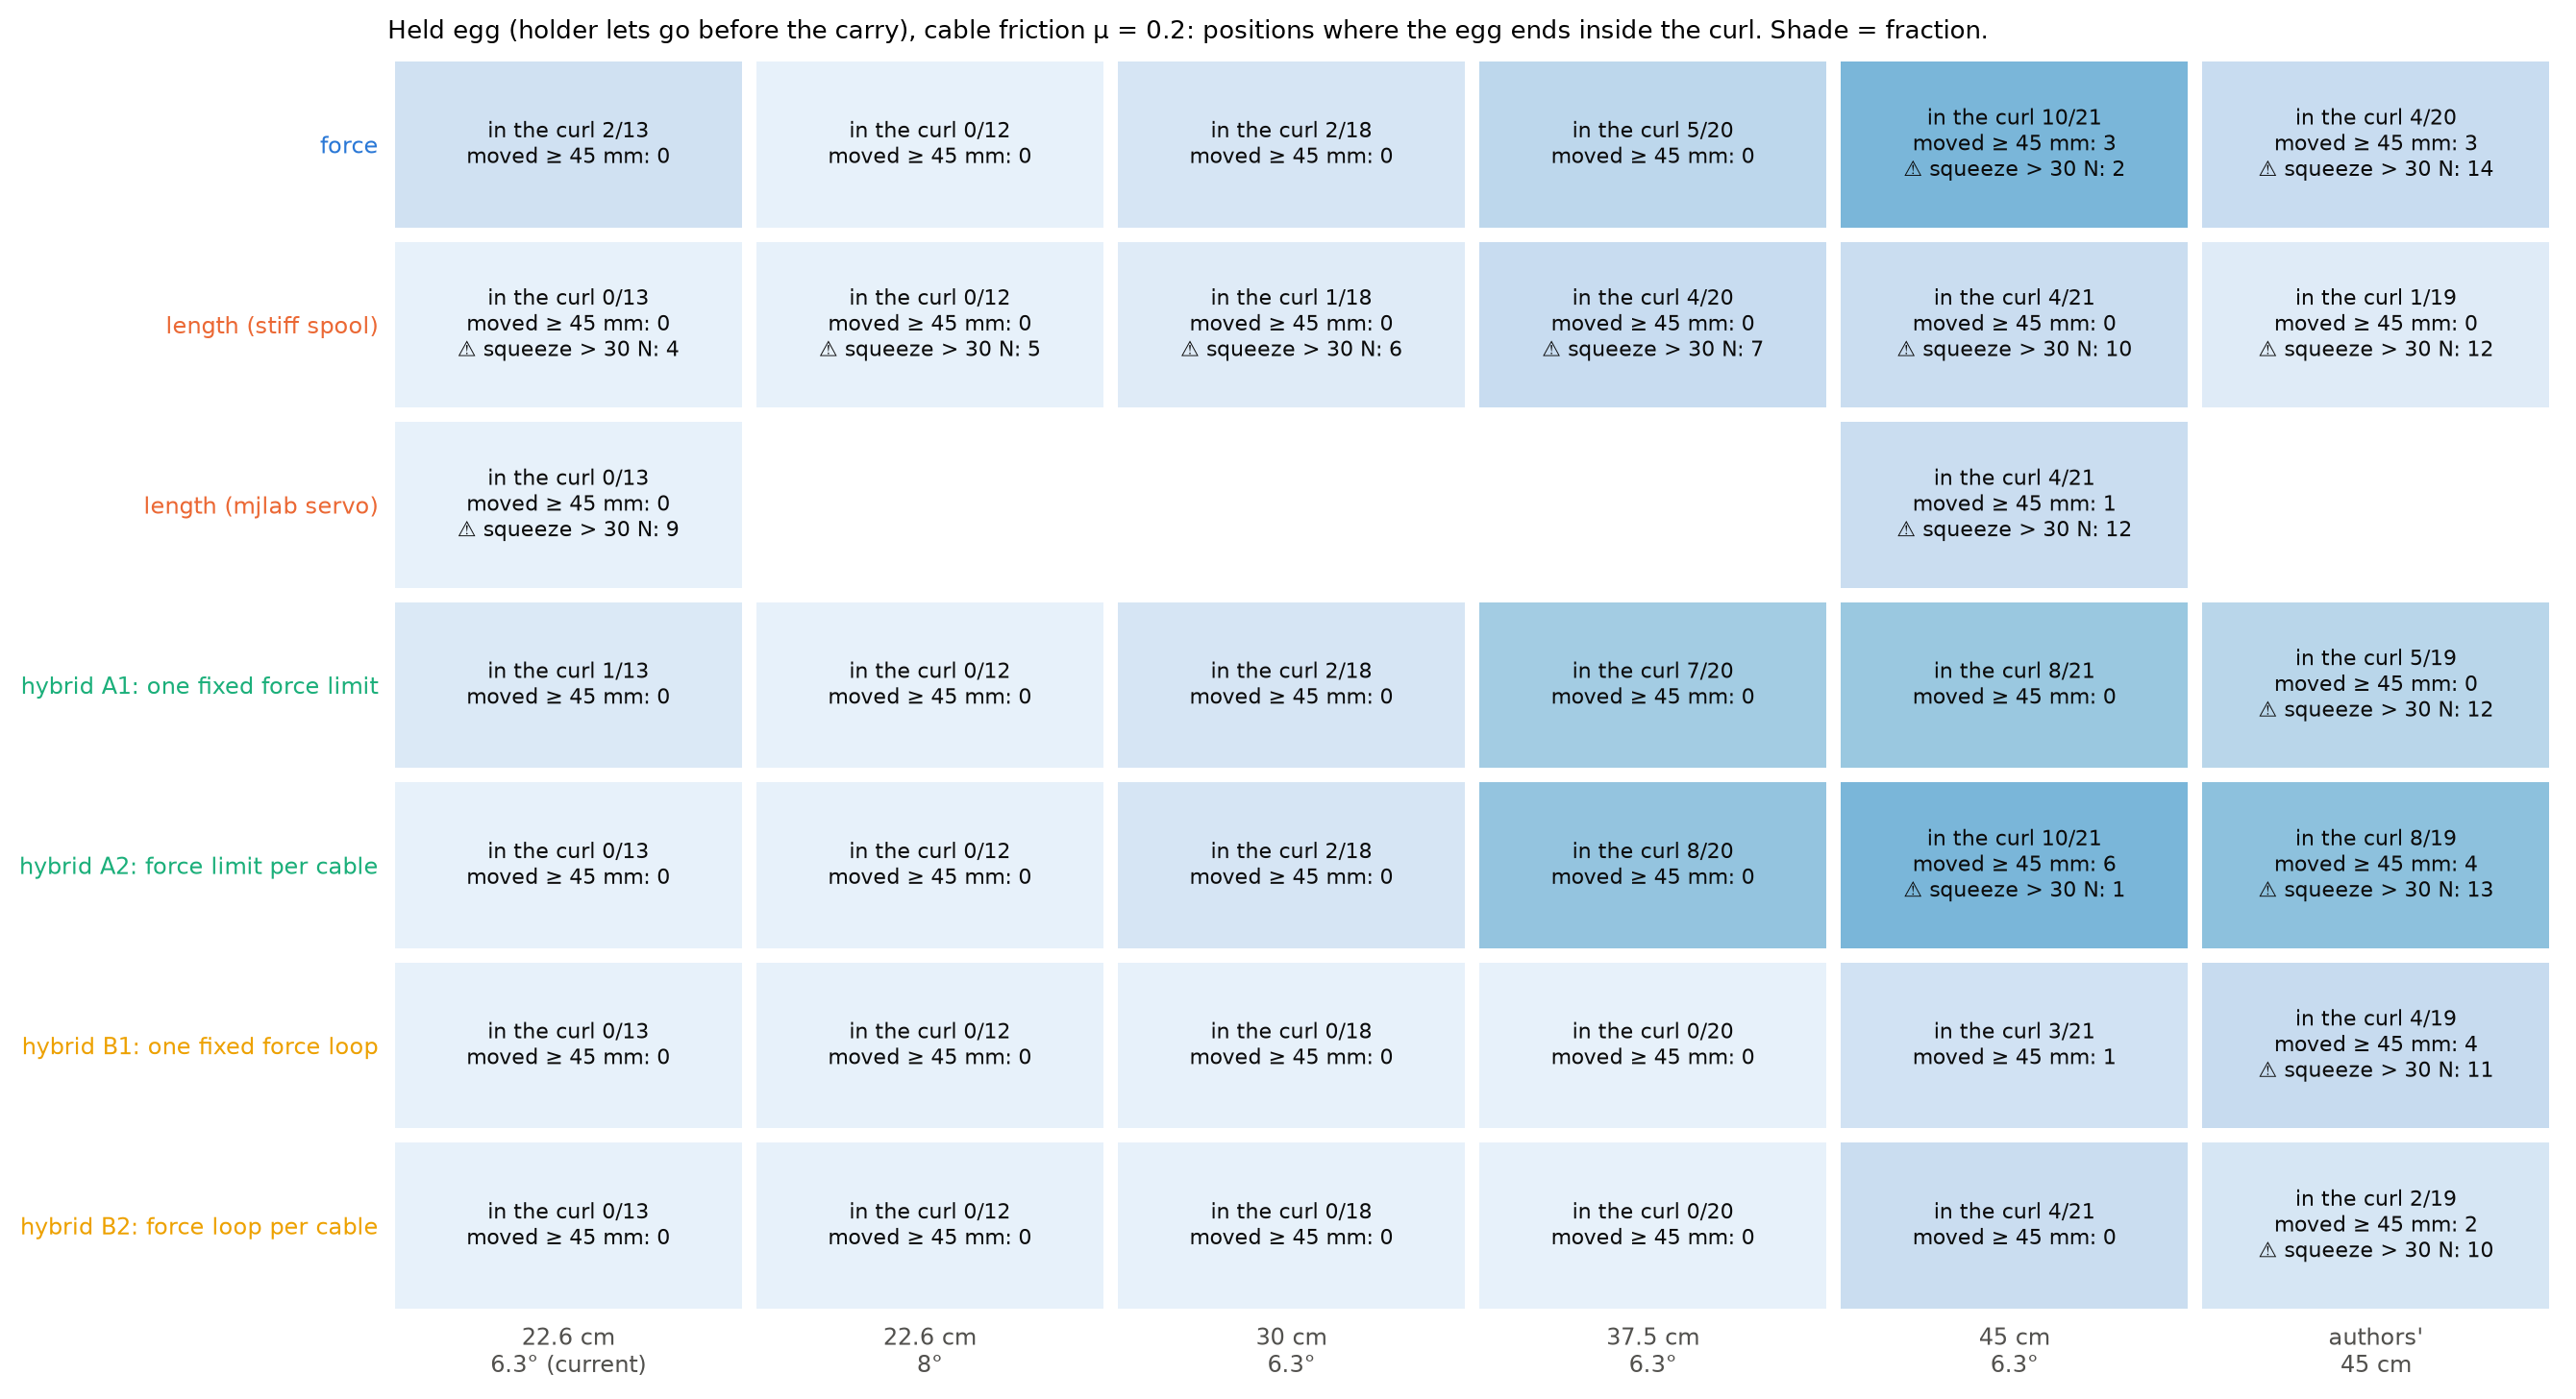 Held egg (holder lets go before the carry), cable friction μ = 0.2: positions where the egg ends inside the curl. Shade = fraction.
force
in the curl 2/13
moved ≥ 45 mm: 0
in the curl 0/12
moved ≥ 45 mm: 0
in the curl 2/18
moved ≥ 45 mm: 0
in the curl 5/20
moved ≥ 45 mm: 0
in the curl 10/21
moved ≥ 45 mm: 3
⚠ squeeze > 30 N: 2
in the curl 4/20
moved ≥ 45 mm: 3
⚠ squeeze > 30 N: 14
length (stiff spool)
in the curl 0/13
moved ≥ 45 mm: 0
⚠ squeeze > 30 N: 4
in the curl 0/12
moved ≥ 45 mm: 0
⚠ squeeze > 30 N: 5
in the curl 1/18
moved ≥ 45 mm: 0
⚠ squeeze > 30 N: 6
in the curl 4/20
moved ≥ 45 mm: 0
⚠ squeeze > 30 N: 7
in the curl 4/21
moved ≥ 45 mm: 0
⚠ squeeze > 30 N: 10
in the curl 1/19
moved ≥ 45 mm: 0
⚠ squeeze > 30 N: 12
length (mjlab servo)
in the curl 0/13
moved ≥ 45 mm: 0
⚠ squeeze > 30 N: 9
in the curl 4/21
moved ≥ 45 mm: 1
⚠ squeeze > 30 N: 12
hybrid A1: one fixed force limit
in the curl 1/13
moved ≥ 45 mm: 0
in the curl 0/12
moved ≥ 45 mm: 0
in the curl 2/18
moved ≥ 45 mm: 0
in the curl 7/20
moved ≥ 45 mm: 0
in the curl 8/21
moved ≥ 45 mm: 0
in the curl 5/19
moved ≥ 45 mm: 0
⚠ squeeze > 30 N: 12
hybrid A2: force limit per cable
in the curl 0/13
moved ≥ 45 mm: 0
in the curl 0/12
moved ≥ 45 mm: 0
in the curl 2/18
moved ≥ 45 mm: 0
in the curl 8/20
moved ≥ 45 mm: 0
in the curl 10/21
moved ≥ 45 mm: 6
⚠ squeeze > 30 N: 1
in the curl 8/19
moved ≥ 45 mm: 4
⚠ squeeze > 30 N: 13
hybrid B1: one fixed force loop
in the curl 0/13
moved ≥ 45 mm: 0
in the curl 0/12
moved ≥ 45 mm: 0
in the curl 0/18
moved ≥ 45 mm: 0
in the curl 0/20
moved ≥ 45 mm: 0
in the curl 3/21
moved ≥ 45 mm: 1
in the curl 4/19
moved ≥ 45 mm: 4
⚠ squeeze > 30 N: 11
hybrid B2: force loop per cable
in the curl 0/13
moved ≥ 45 mm: 0
in the curl 0/12
moved ≥ 45 mm: 0
in the curl 0/18
moved ≥ 45 mm: 0
in the curl 0/20
moved ≥ 45 mm: 0
in the curl 4/21
moved ≥ 45 mm: 0
in the curl 2/19
moved ≥ 45 mm: 2
⚠ squeeze > 30 N: 10
22.6 cm
6.3° (current)
22.6 cm
8°
30 cm
6.3°
37.5 cm
6.3°
45 cm
6.3°
authors'
45 cm